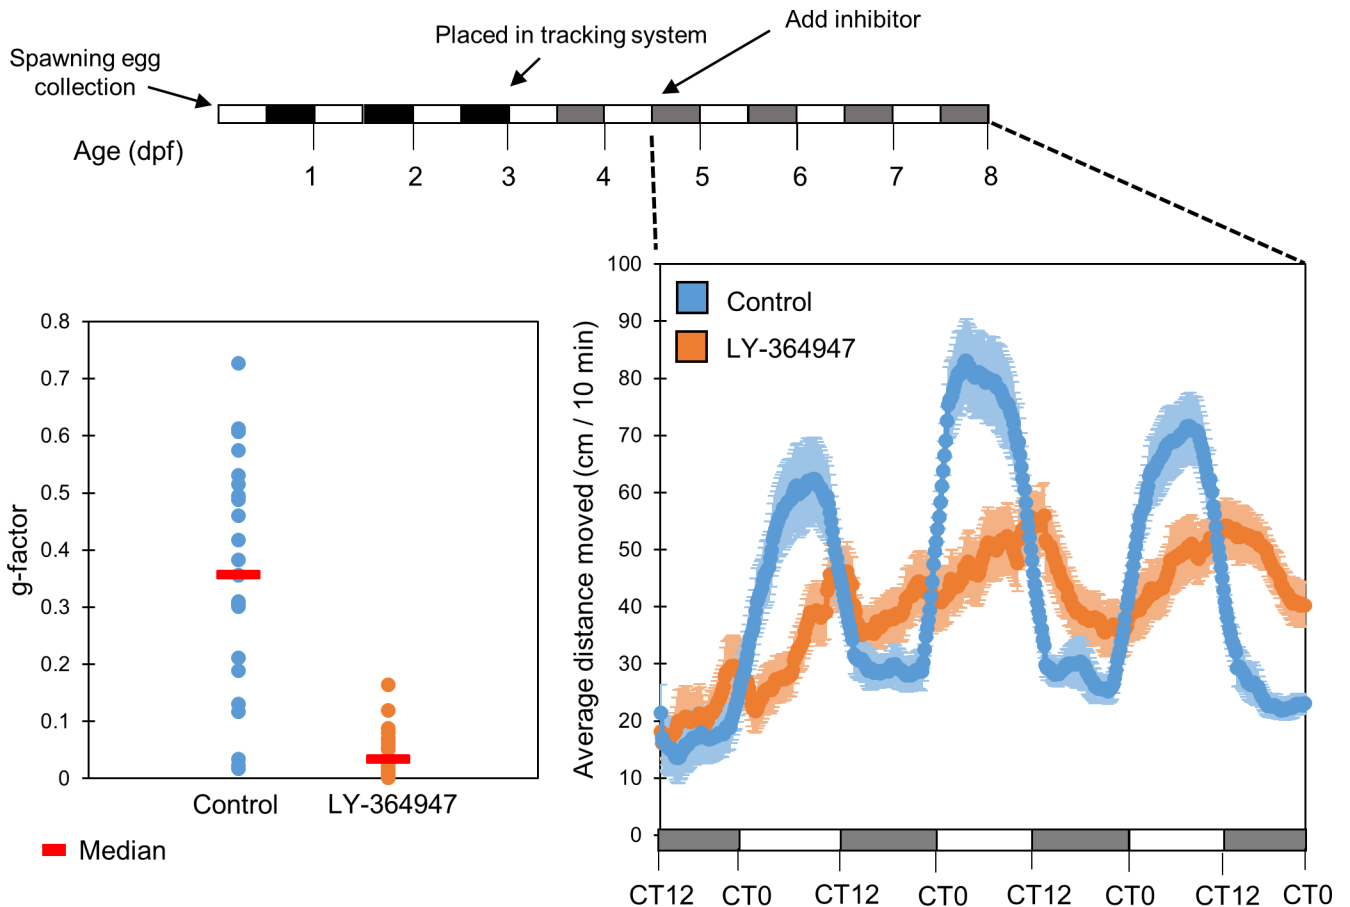 Add inhibitor
Placed in tracking system
Spawning egg
collection
Age (dpf)
1 2 3 4 5 6 7 8
g-factor
0.8
0.7
0.6
0.5
0.4
0.3
0.2
0.1
0
Control LY-364947
Median
Average distance moved (cm / 10 min)
100
90
80
70
60
50
40
30
20
10
0
Control
LY-364947
CT12 CT0 CT12 CT0 CT12 CT0 CT12 CT0